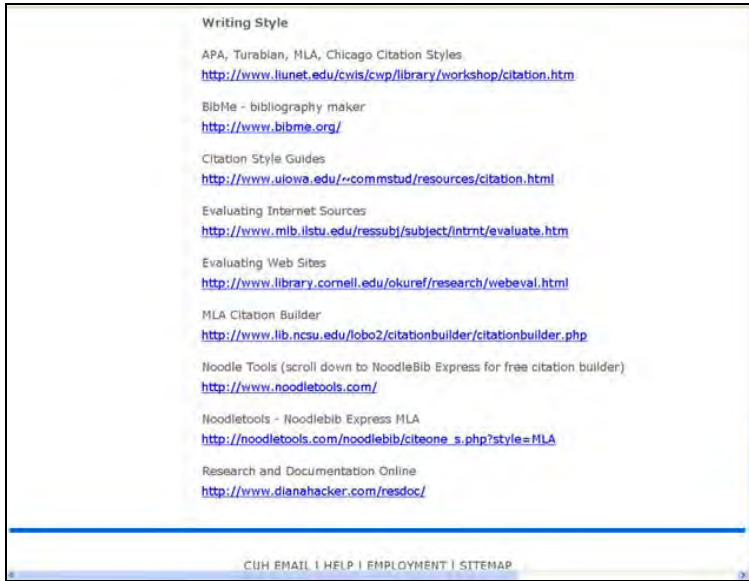 Writing Style
APA, Turabian, MLA, Chicago Citation Styles
http://www.liunet.edu/cwis/cwp/library/workshop/citation.htm
BibMe - bibliography maker
http://www.bibme.org/
Citation Style Guides
http://www.uiowa.edu/~commstud/resources/citation.html
Evaluating Internet Sources
http://www.mlb.ilstu.edu/ressubj/subject/intrnt/evaluate.htm
Evaluating Web Sites
http://www.library.cornell.edu/okuref/research/webeval.html
MLA Citation Builder
http://www.lib.ncsu.edu/lobo2/citationbuilder/citationbuilder.php
Noodle Tools (scroll down to NoodleBib Express for free citation builder)
http://www.noodletools.com/
Noodletools - Noodlebib Express MLA
http://noodletools.com/noodlebib/citeone_s.php?style=MLA
Research and Documentation Online
http://www.dianahacker.com/resdoc/
CUH EMAIL | HELP | EMPLOYMENT | SITEMAP